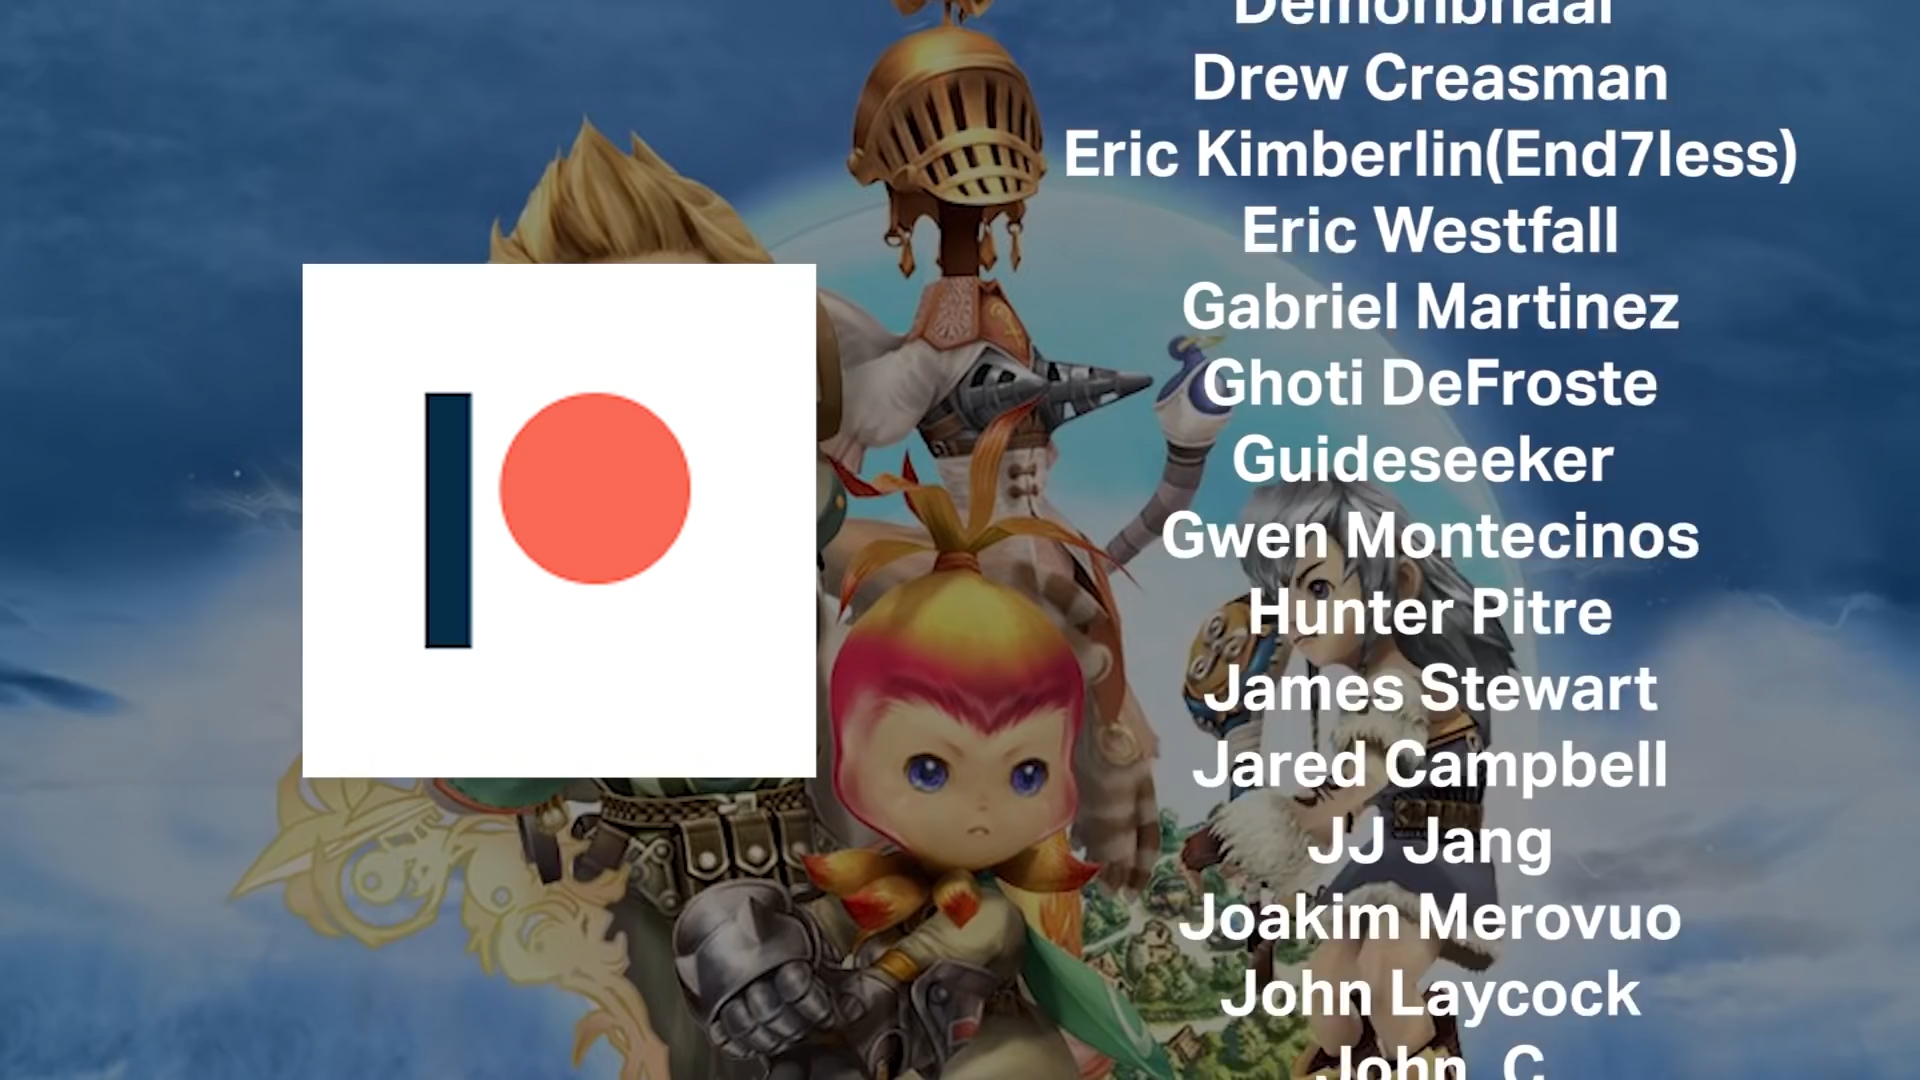 Drew Creasman
Eric Kimberlin(End7less)
Eric Westfall
Gabriel Martinez
Ghoti DeFroste
Guideseeker
Gwen Montecinos
Hunter Pitre
James Stewart
Jared Campbell
JJ Jang
Joakim Merovuo
John Laycock